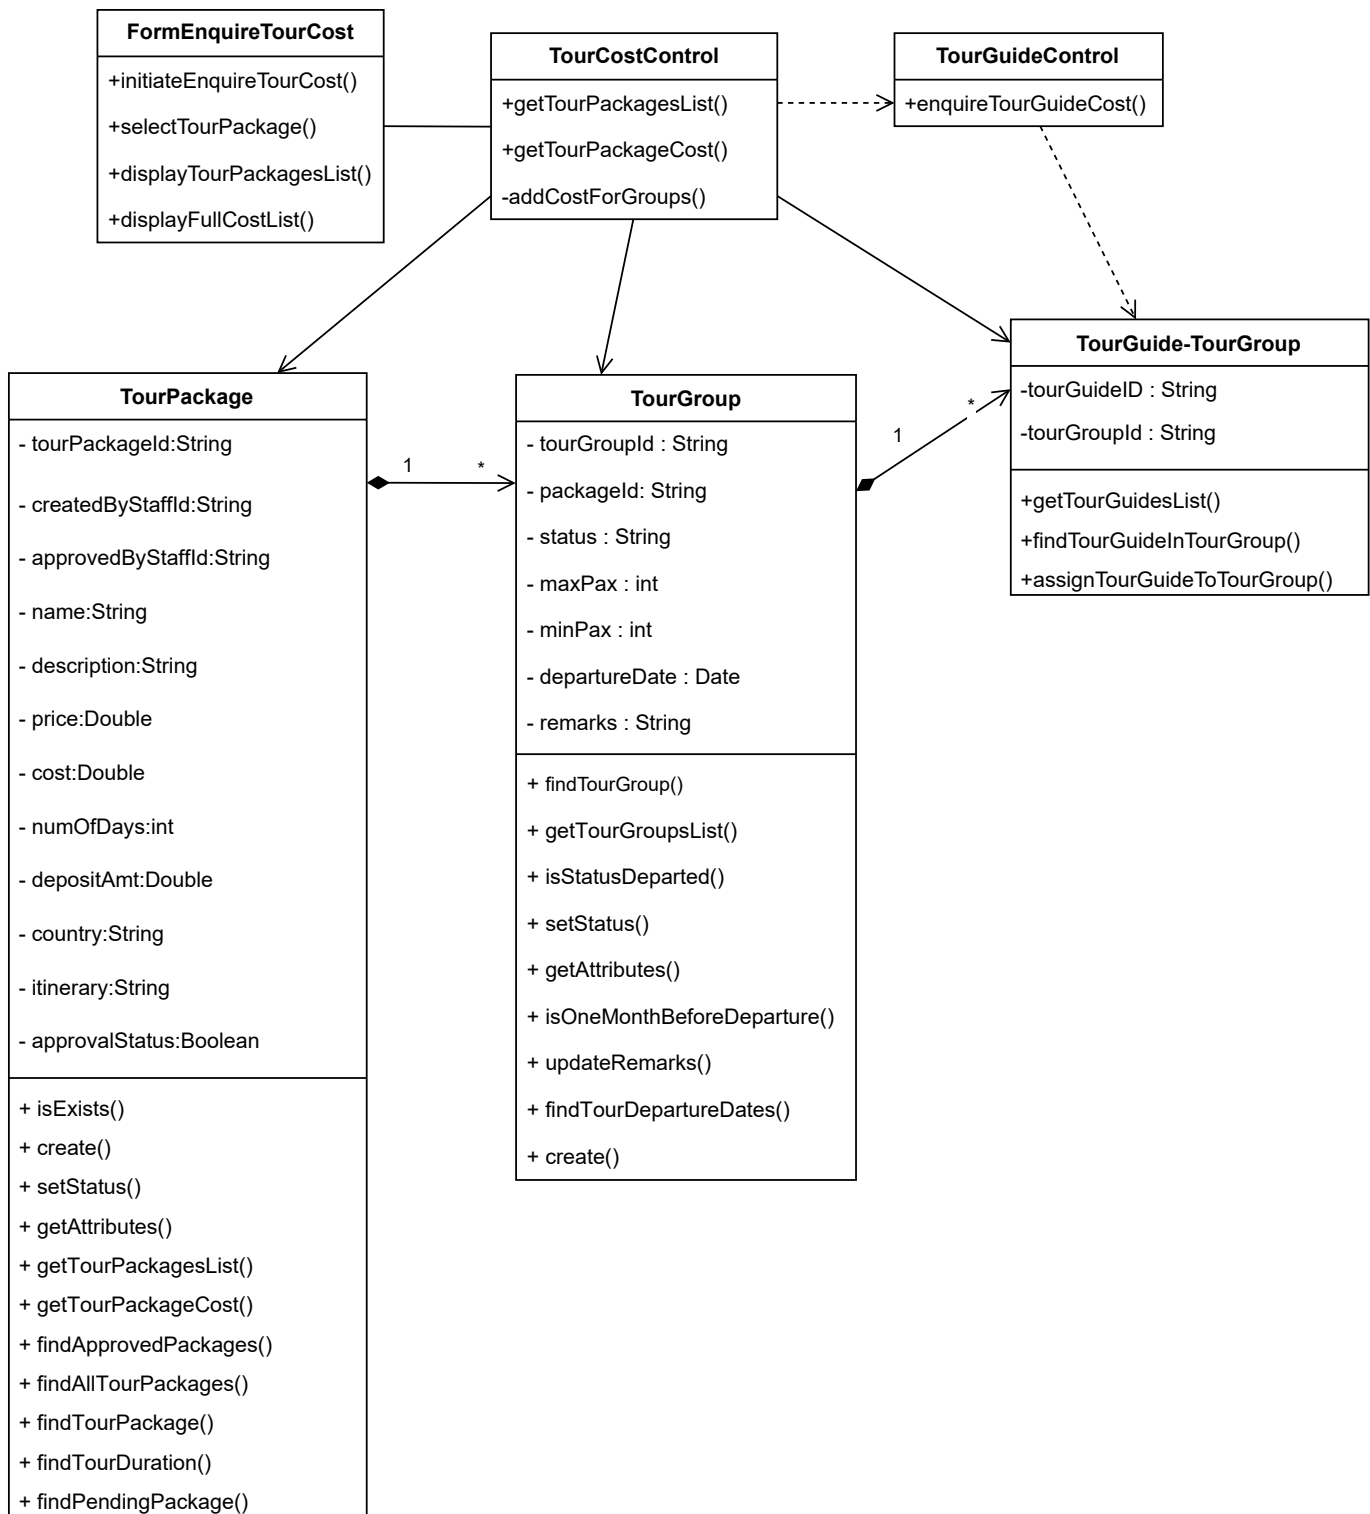 FormEnquireTourCost
+initiateEnquireTourCost()
+selectTourPackage()
+displayTourPackagesList()
+displayFullCostList()
TourCostControl
+getTourPackagesList()
+getTourPackageCost()
-addCostForGroups()
TourGuideControl
+enquireTourGuideCost()
TourPackage
- tourPackageId:String
- createdByStaffId:String
- approvedByStaffId:String
- name:String
- description:String
- price:Double
- cost:Double
- numOfDays:int
- depositAmt:Double
- country:String
- itinerary:String
- approvalStatus:Boolean
+ isExists()
+ create()
+ setStatus()
+ getAttributes()
+ getTourPackagesList()
+ getTourPackageCost()
+ findApprovedPackages()
+ findAllTourPackages()
+ findTourPackage()
+ findTourDuration()
+ findPendingPackage()
1
*
TourGroup
- tourGroupId : String
- packageId: String
- status : String
- maxPax : int
- minPax : int
- departureDate : Date
- remarks : String
+ findTourGroup()
+ getTourGroupsList()
+ isStatusDeparted()
+ setStatus()
+ getAttributes()
+ isOneMonthBeforeDeparture()
+ updateRemarks()
+ findTourDepartureDates()
+ create()
1
*
TourGuide-TourGroup
-tourGuideID : String
-tourGroupId : String
+getTourGuidesList()
+findTourGuideInTourGroup()
+assignTourGuideToTourGroup()